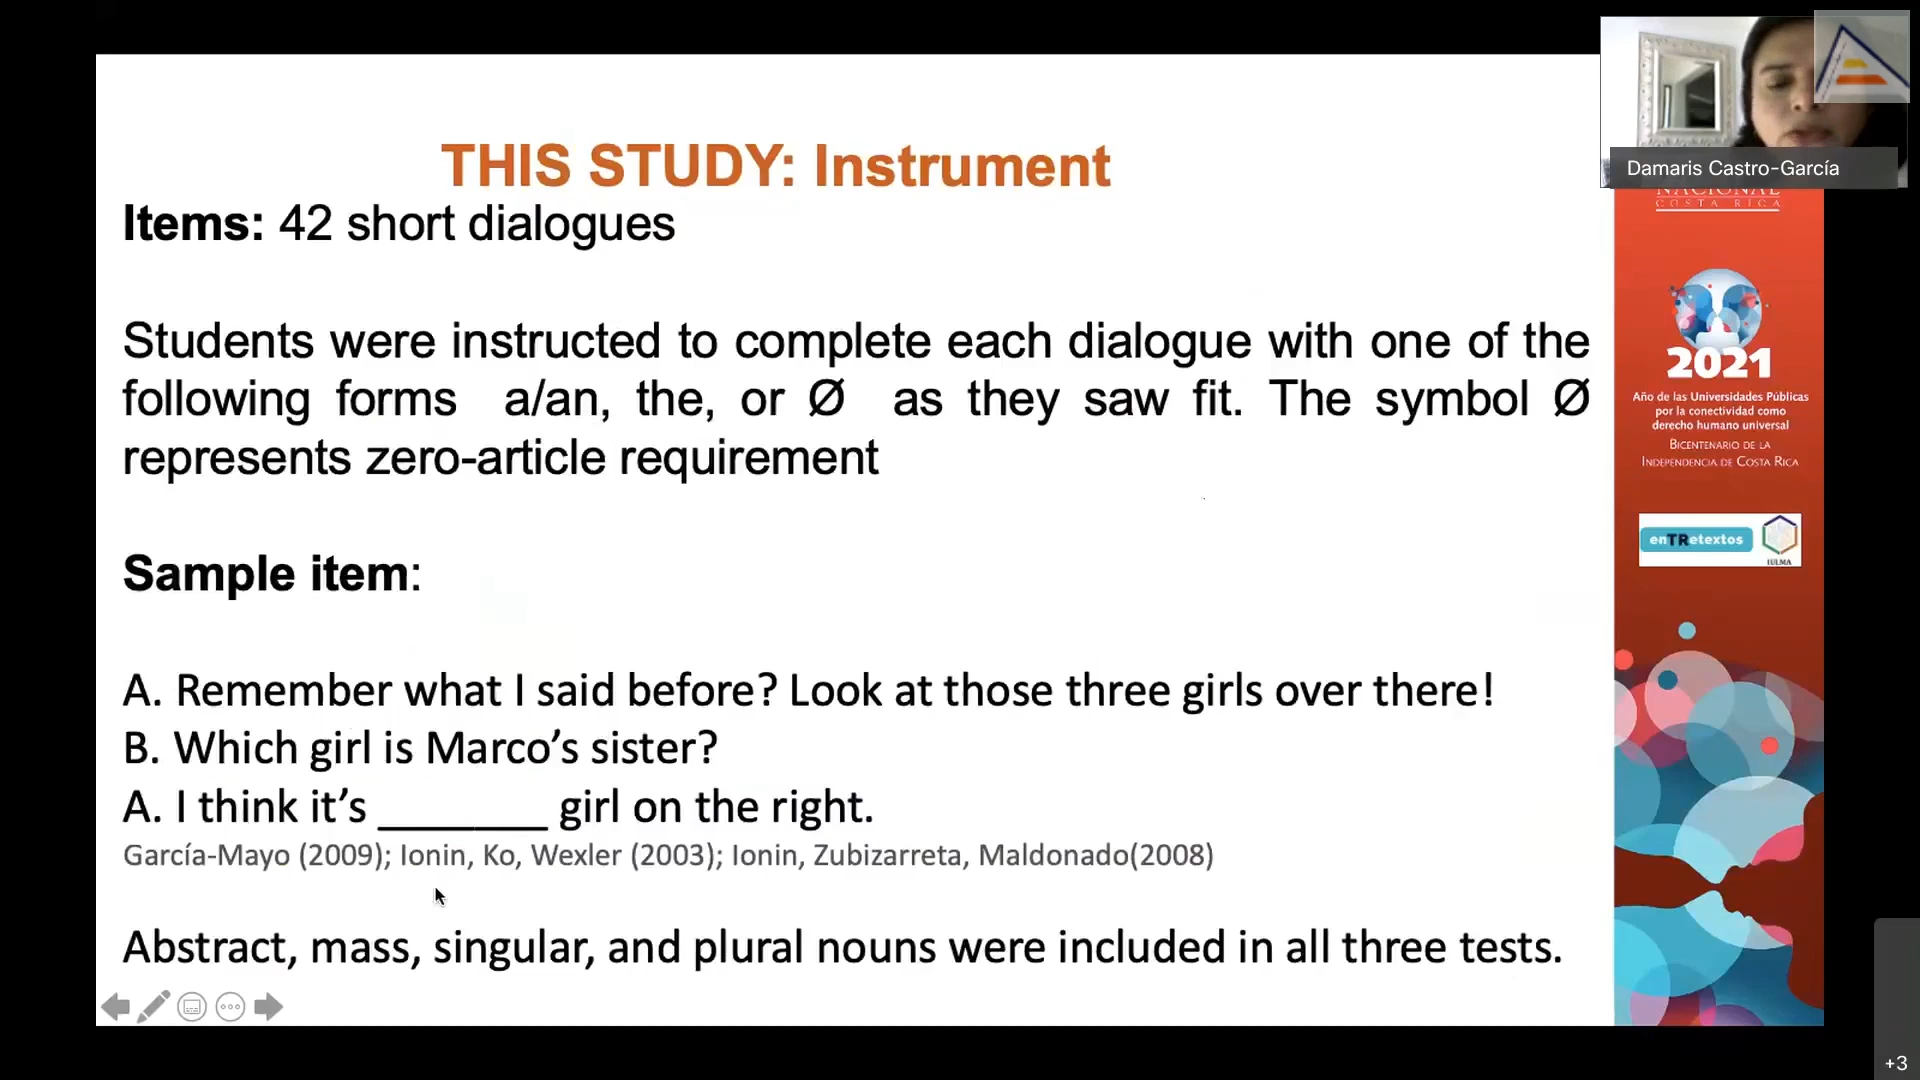 THIS STUDY: Instrument
Items: 42 short dialogues
Students were instructed to complete each dialogue with one of the
following forms a/an, the, or Ø as they saw fit. The symbol Ø
represents zero-article requirement
Sample item:
A. Remember what I said before? Look at those three girls over there!
B. Which girl is Marco’s sister?
A. I think it’s _______ girl on the right.
García-Mayo (2009); Ionin, Ko, Wexler (2003); Ionin, Zubizarreta, Maldonado(2008)
Abstract, mass, singular, and plural nouns were included in all three tests.
Damaris Castro-García
NACIONAL
COSTA RICA
2021
Año de las Universidades Públicas
por la conectividad como
derecho humano universal
BICENTENARIO DE LA
INDEPENDENCIA DE COSTA RICA
enTRetextos
IULMA
+3